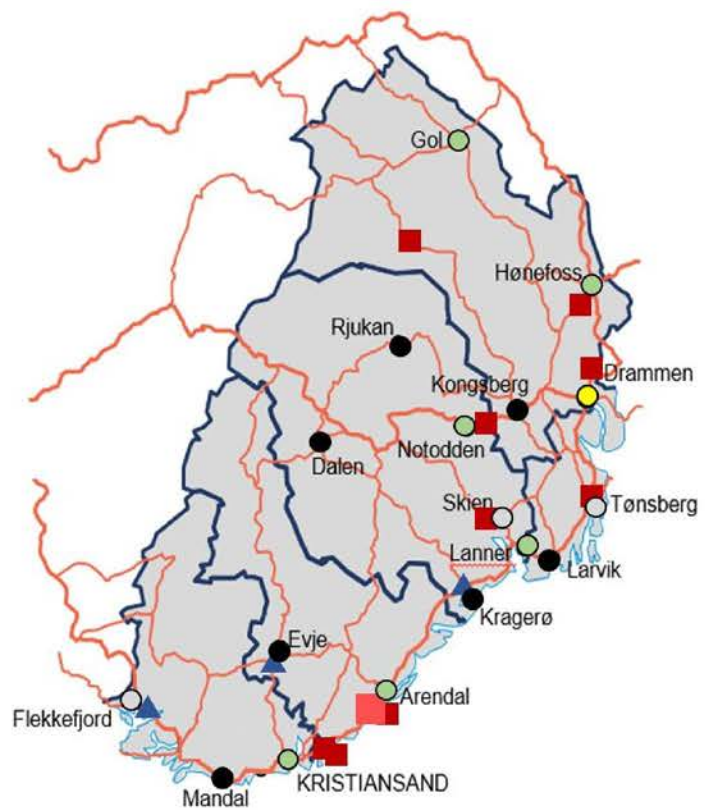 Gol
Hønefoss
Rjukan
Drammen
Kongsberg
Notodden
Dalen
Skien
Tønsberg
Lanner
Larvik
Kragerø
Evje
Arendal
Flekkefjord
KRISTIANSAND
Mandal